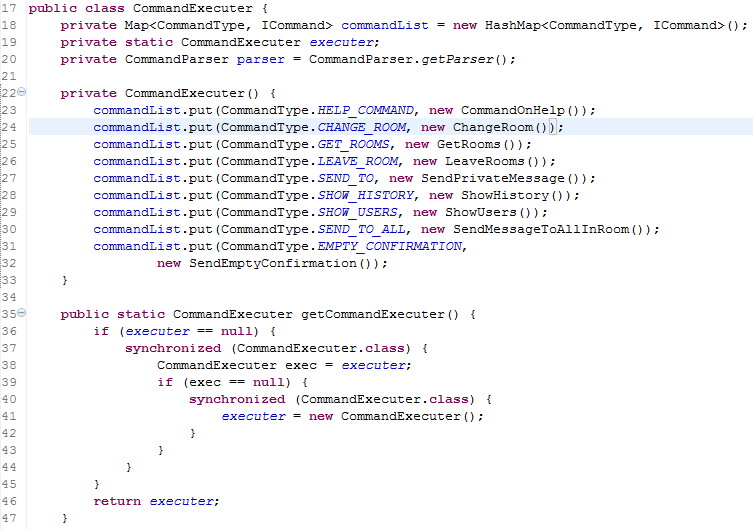 17 public class CommandExecuter {
18     private Map<CommandType, ICommand> commandList = new HashMap<CommandType, ICommand>();
19     private static CommandExecuter executer;
20     private CommandParser parser = CommandParser.getParser();
21
22     private CommandExecuter() {
23         commandList.put(CommandType.HELP_COMMAND, new CommandOnHelp());
24         commandList.put(CommandType.CHANGE_ROOM, new ChangeRoom());
25         commandList.put(CommandType.GET_ROOMS, new GetRooms());
26         commandList.put(CommandType.LEAVE_ROOM, new LeaveRooms());
27         commandList.put(CommandType.SEND_TO, new SendPrivateMessage());
28         commandList.put(CommandType.SHOW_HISTORY, new ShowHistory());
29         commandList.put(CommandType.SHOW_USERS, new ShowUsers());
30         commandList.put(CommandType.SEND_TO_ALL, new SendMessageToAllInRoom());
31         commandList.put(CommandType.EMPTY_CONFIRMATION,
32                 new SendEmptyConfirmation());
33     }
34
35     public static CommandExecuter getCommandExecuter() {
36         if (executer == null) {
37             synchronized (CommandExecuter.class) {
38                 CommandExecuter exec = executer;
39                 if (exec == null) {
40                     synchronized (CommandExecuter.class) {
41                         executer = new CommandExecuter();
42                     }
43                 }
44             }
45         }
46         return executer;
47     }